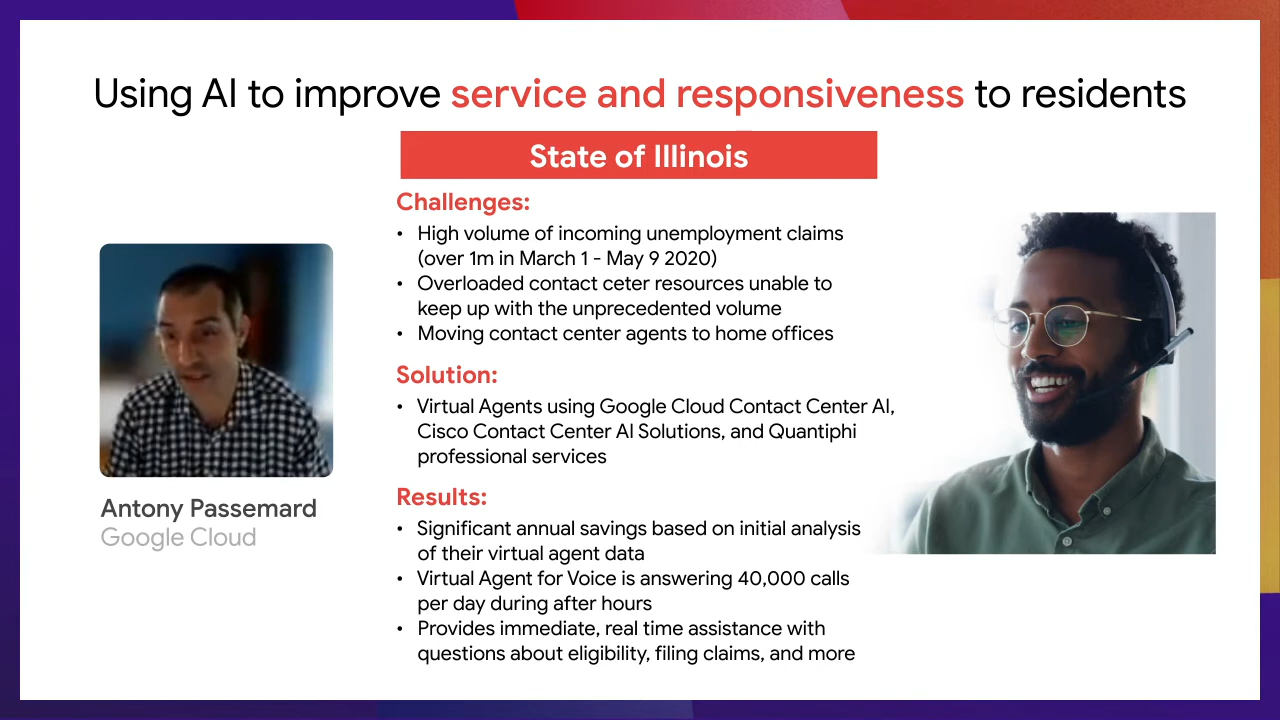 Using AI to improve service and responsiveness to residents
State of Illinois
Challenges:
• High volume of incoming unemployment claims
(over 1m in March 1 - May 9 2020)
• Overloaded contact ceter resources unable to
keep up with the unprecedented volume
• Moving contact center agents to home offices
Solution:
• Virtual Agents using Google Cloud Contact Center AI,
Cisco Contact Center AI Solutions, and Quantiphi
professional services
Results:
• Significant annual savings based on initial analysis
of their virtual agent data
• Virtual Agent for Voice is answering 40,000 calls
per day during after hours
• Provides immediate, real time assistance with
questions about eligibility, filing claims, and more
Antony Passemard
Google Cloud